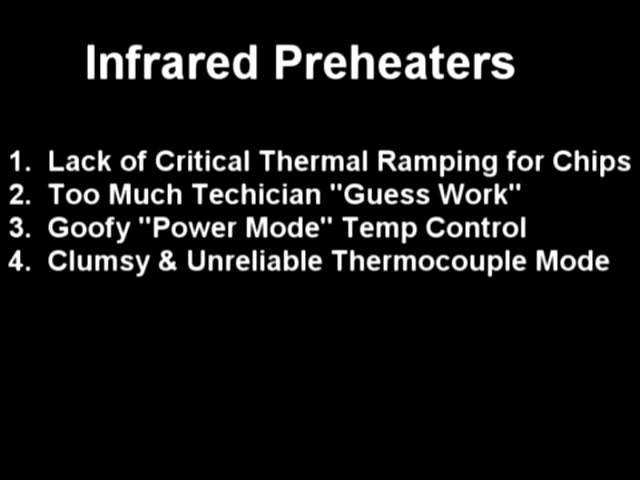 Infrared Preheaters
1. Lack of Critical Thermal Ramping for Chips
2. Too Much Techician "Guess Work"
3. Goofy "Power Mode" Temp Control
4. Clumsy & Unreliable Thermocouple Mode